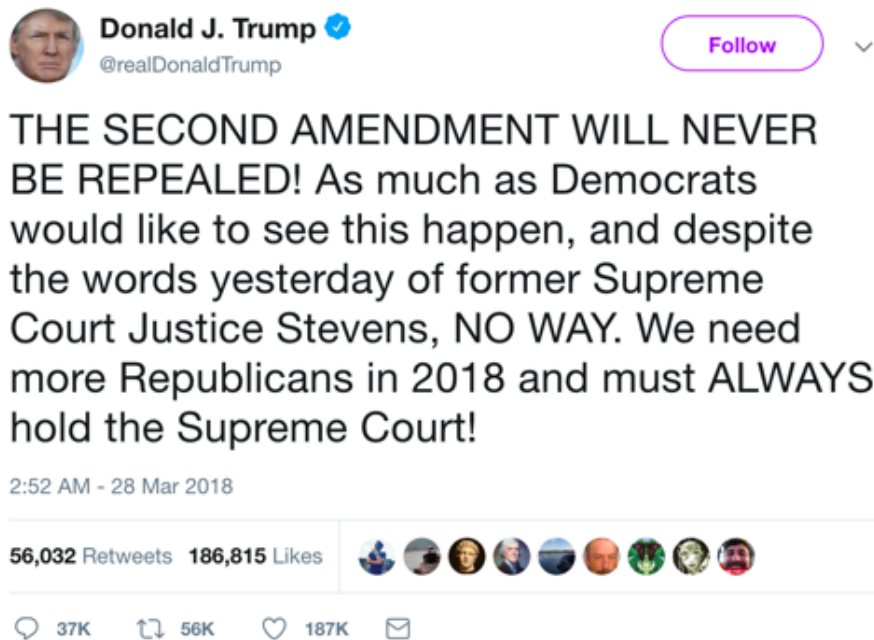 Donald J. Trump
@realDonaldTrump
Follow
THE SECOND AMENDMENT WILL NEVER
BE REPEALED! As much as Democrats
would like to see this happen, and despite
the words yesterday of former Supreme
Court Justice Stevens, NO WAY. We need
more Republicans in 2018 and must ALWAYS
hold the Supreme Court!
2:52 AM - 28 Mar 2018
56,032 Retweets 186,815 Likes
37K 56K 187K